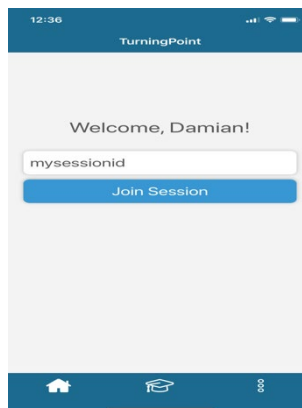 12:36
TurningPoint
Welcome, Damian!
mysessionid
Join Session